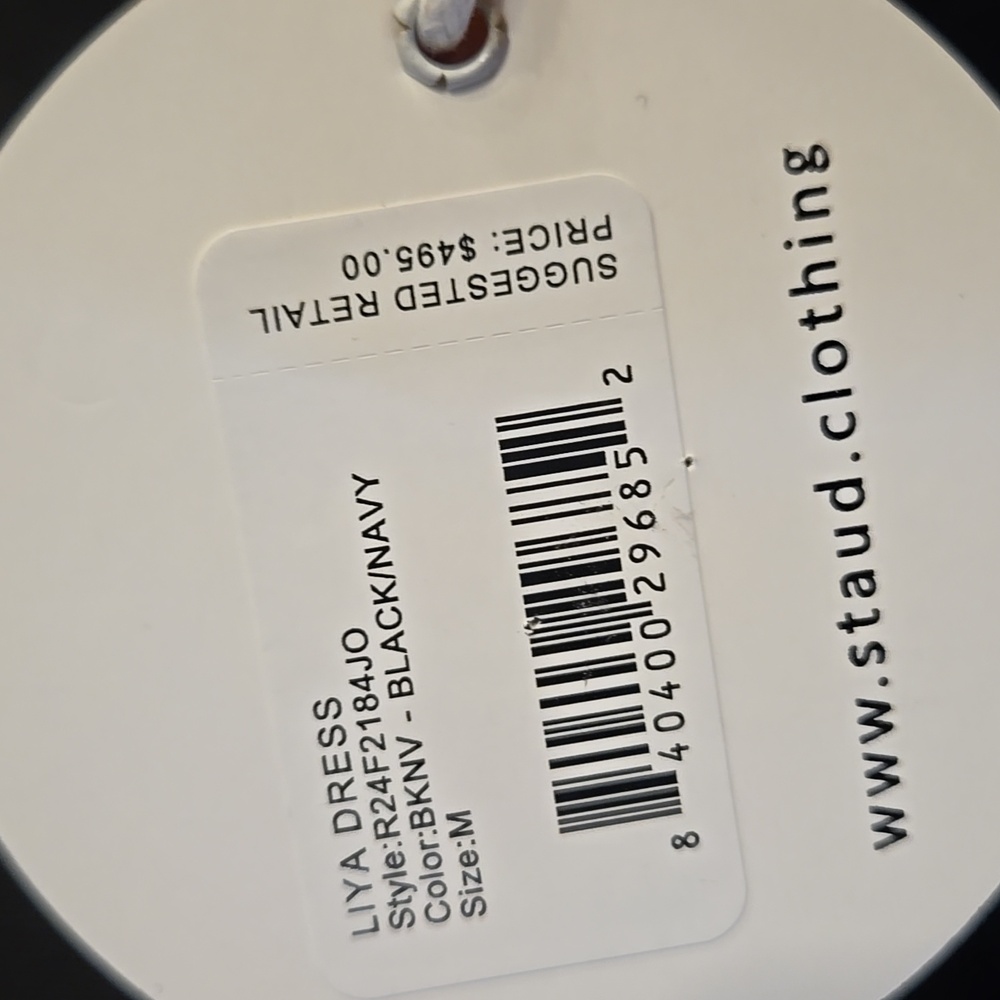 SUGGESTED RETAIL
PRICE: $495.00
LIYA DRESS
Style:R24F2184JO
Color:BKNV - BLACK/NAVY
Size:M
8 40400 29685 2
www.staud.clothing